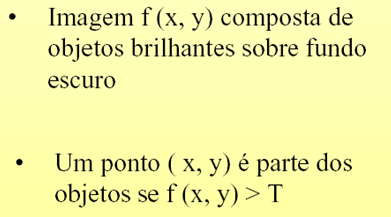 • Imagem f (x, y) composta de
objetos brilhantes sobre fundo
escuro
• Um ponto ( x, y) é parte dos
objetos se f (x, y) > T